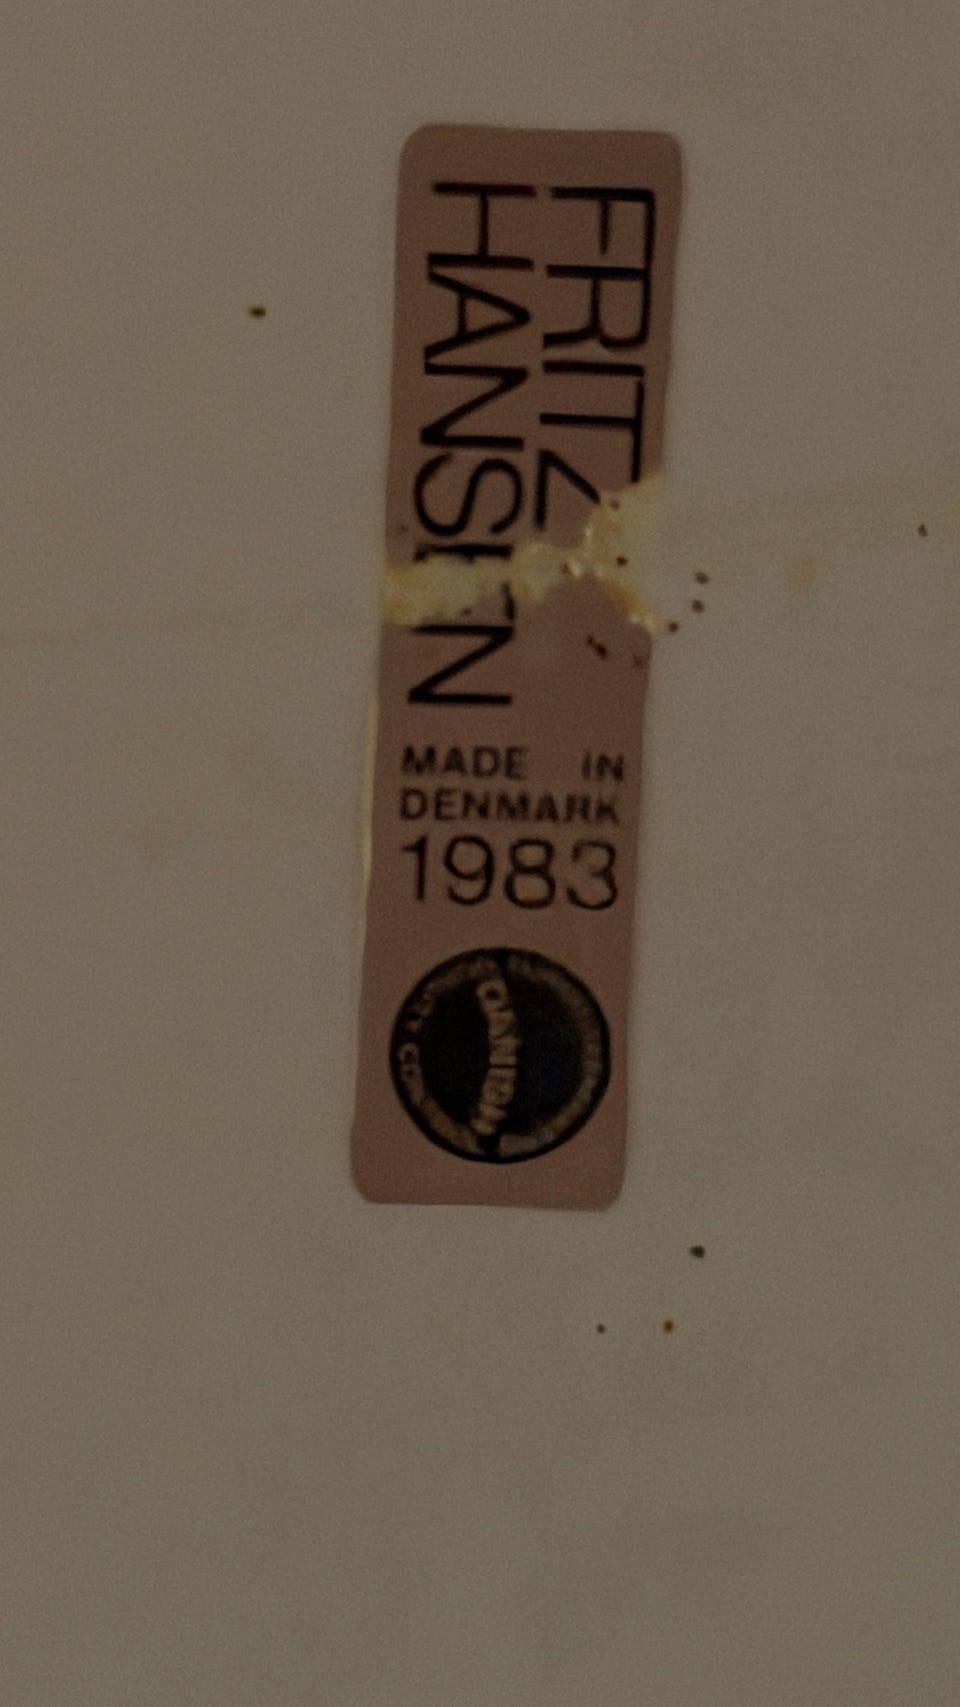 FRITZ
HANSEN
MADE IN
DENMARK
1983